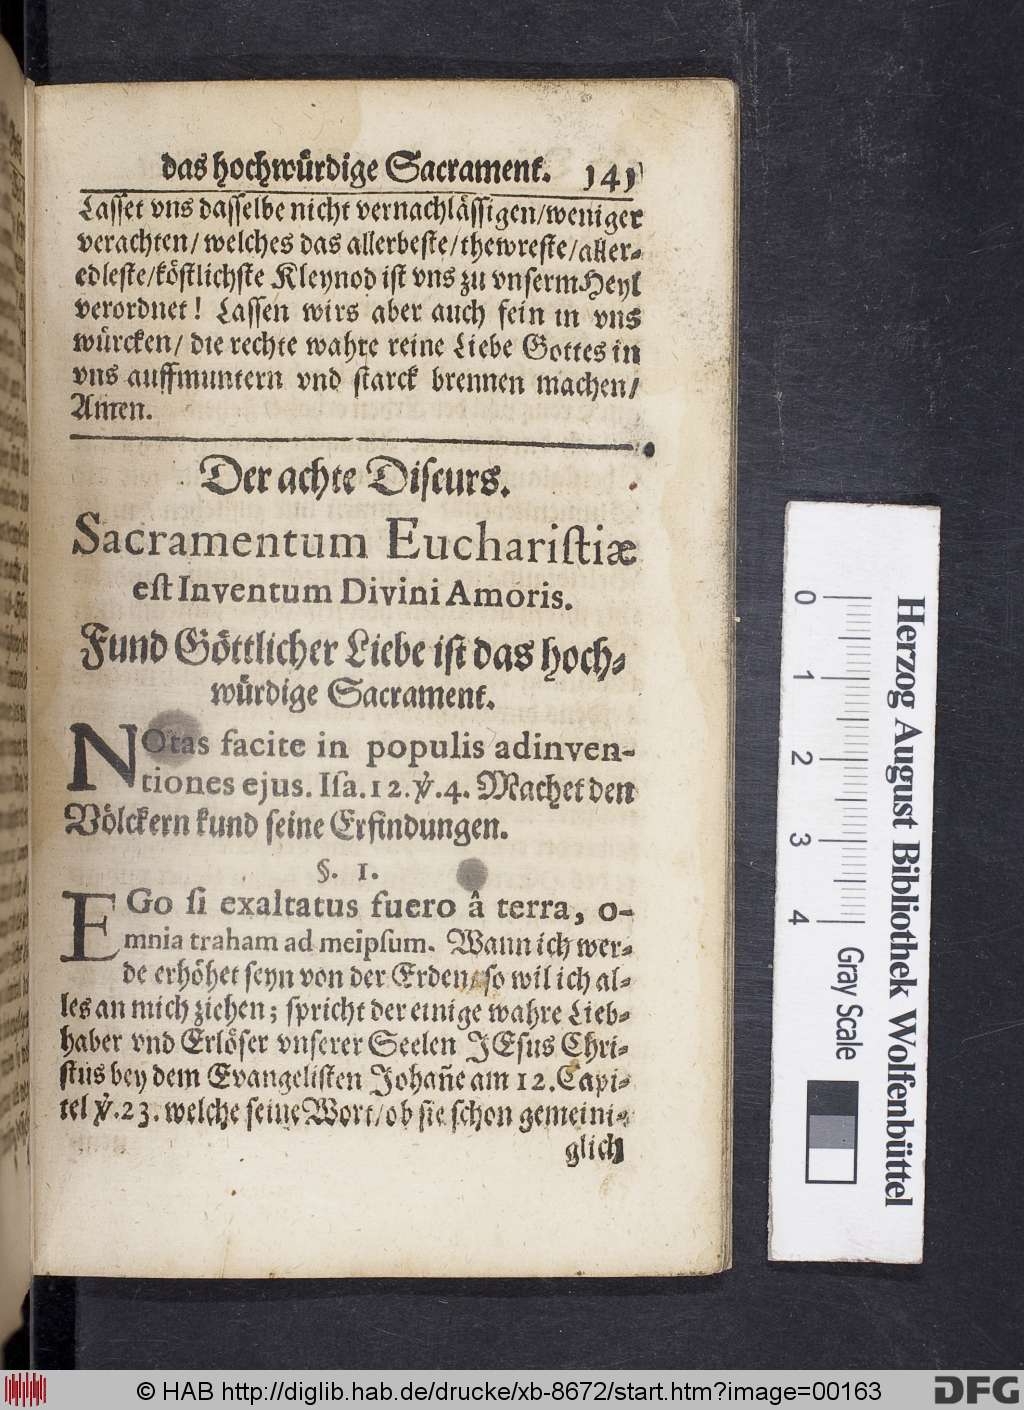 das hochwürdige Sacrament. 141
Lasset vns dasselbe nicht vernachlässigen/weniger
verachten/ welches das allerbeste/thewreste/aller-
edleste/köstlichste Kleynod ist vns zu vnserm Heyl
verordnet! Lassen wirs aber auch fein in vns
würcken/ die rechte wahre reine Liebe Gottes in
vns auffmuntern vnd starck brennen machen/
Amen.
Der achte Discurs.
Sacramentum Euchariſtiæ
eſt Inventum Divini Amoris.
Fund Göttlicher Liebe ist das hoch-
würdige Sacrament.
NOtas facite in populis adinven-
tiones ejus. Iſa. 12. ℣. 4. Machet den
Völckern kund seine Erfindungen.
§. 1.
EGo ſi exaltatus fuero â terra, o-
mnia traham ad meipſum. Wann ich wer-
de erhöhet seyn von der Erden/ so wil ich al-
les an mich ziehen; spricht der einige wahre Lieb-
haber vnd Erlöser vnserer Seelen JEsus Chri-
stus bey dem Evangelisten Johañe am 12. Capi-
tel ℣. 23. welche seine Wort/ob sie schon gemeini-
glich
0 1 2 3 4
Gray Scale
Herzog August Bibliothek Wolfenbüttel
© HAB http://diglib.hab.de/drucke/xb-8672/start.htm?image=00163
DFG